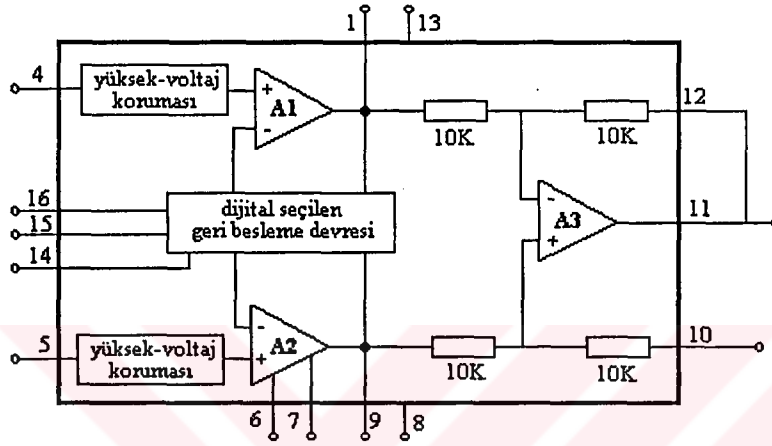 1
13
4
yüksek-voltaj
koruması
+
A1
-
10K
10K
12
16
15
14
dijital seçilen
geri besleme devresi
-
A3
+
11
5
yüksek-voltaj
koruması
-
A2
+
10K
10K
10
6
7
9
8